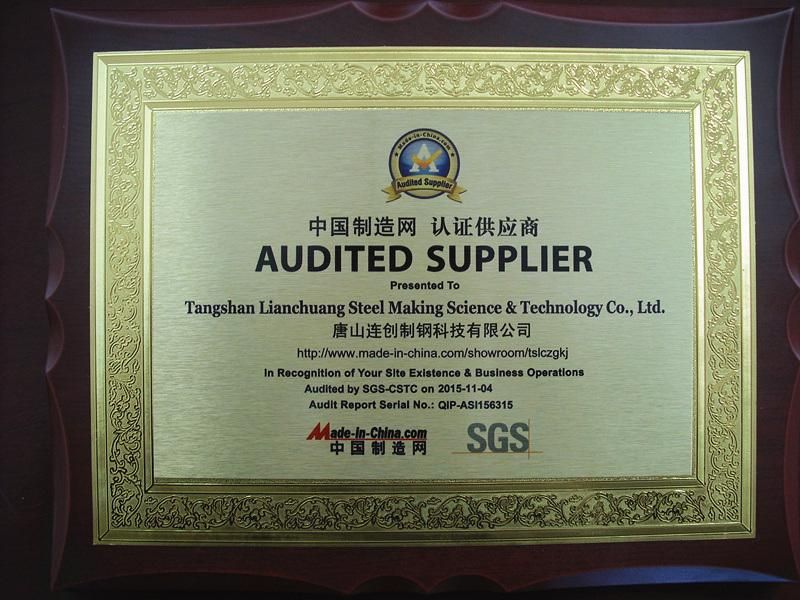 Made-in-China.com
Audited Supplier
中国制造网 认证供应商
AUDITED SUPPLIER
Presented To
Tangshan Lianchuang Steel Making Science & Technology Co., Ltd.
唐山连创制钢科技有限公司
http://www.made-in-china.com/showroom/tslczgkj
In Recognition of Your Site Existence & Business Operations
Audited by SGS-CSTC on 2015-11-04
Audit Report Serial No.: QIP-ASI156315
Made-in-China.com
中国制造网
SGS